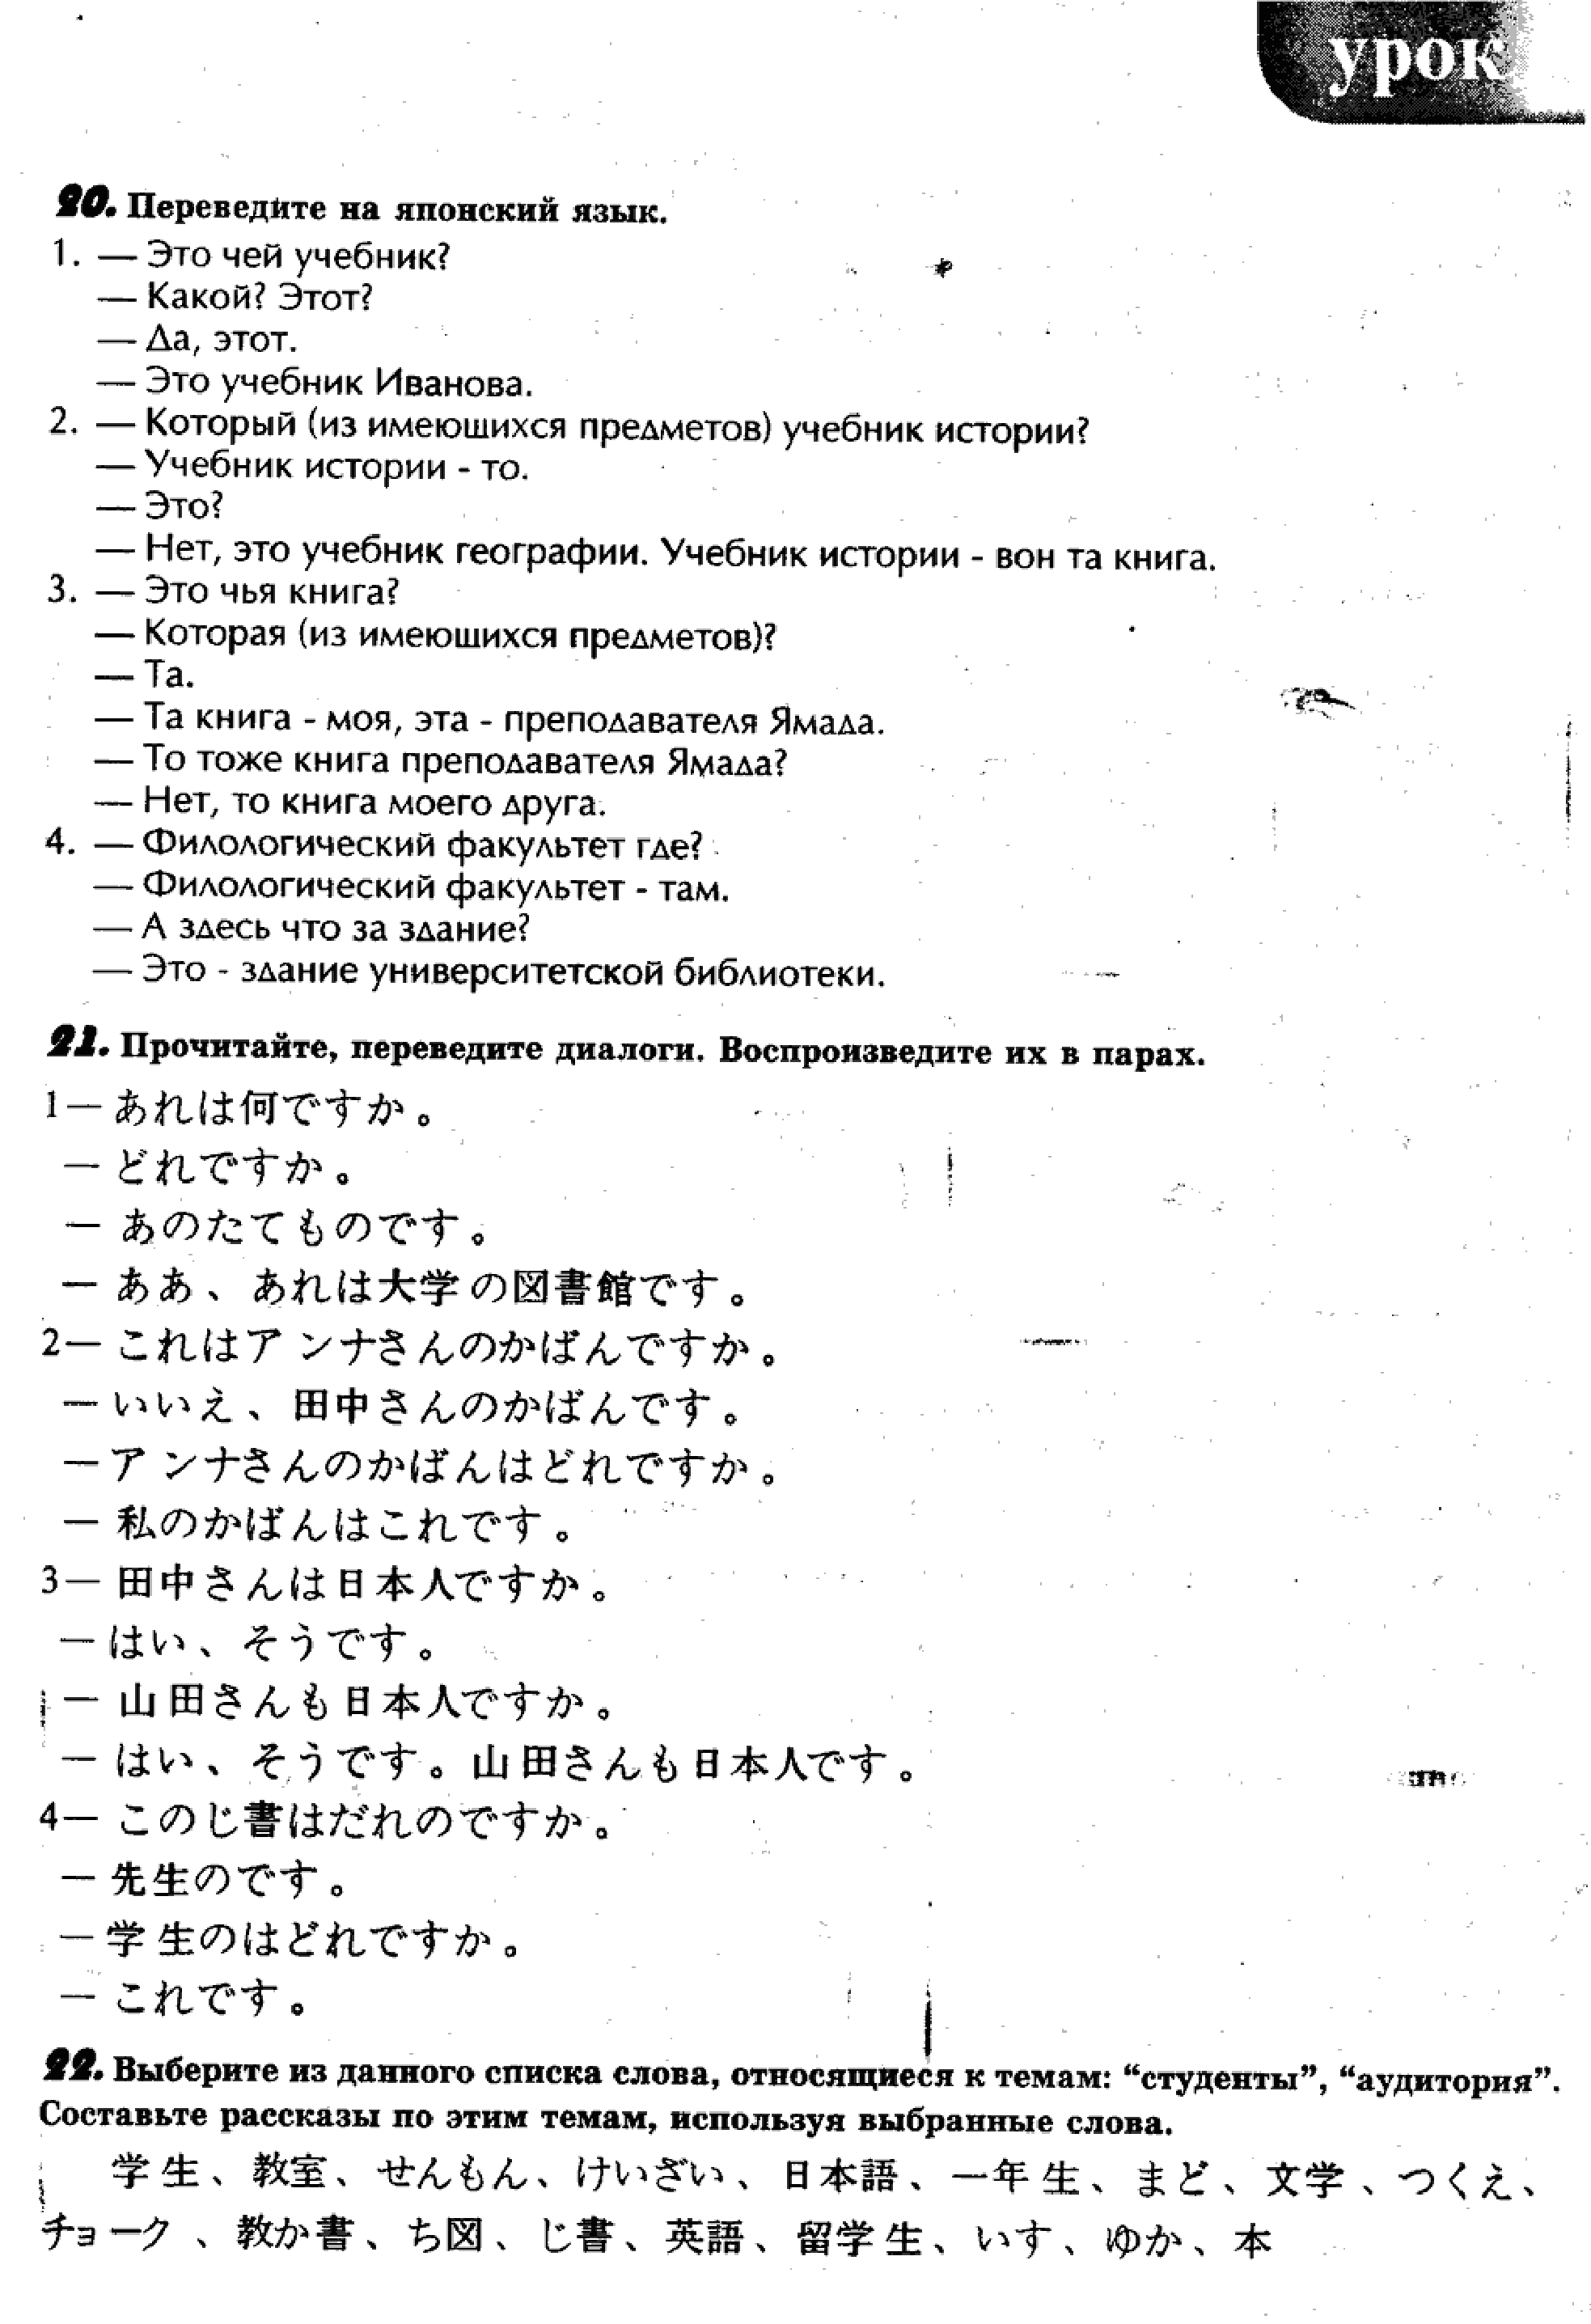 урок
20. Переведите на японский язык.
1. — Это чей учебник?
— Какой? Этот?
— Да, этот.
— Это учебник Иванова.
2. — Который (из имеющихся предметов) учебник истории?
— Учебник истории - то.
— Это?
— Нет, это учебник географии. Учебник истории - вон та книга.
3. — Это чья книга?
— Которая (из имеющихся предметов)?
— Та.
— Та книга - моя, эта - преподавателя Ямада.
— То тоже книга преподавателя Ямада?
— Нет, то книга моего друга.
4. — Филологический факультет где?
— Филологический факультет - там.
— А здесь что за здание?
— Это - здание университетской библиотеки.
21. Прочитайте, переведите диалоги. Воспроизведите их в парах.
1— あれは何ですか。
— どれですか。
— あのたてものです。
— ああ、あれは大学の図書館です。
2— これはアンナさんのかばんですか。
— いいえ、田中さんのかばんです。
— アンナさんのかばんはどれですか。
— 私のかばんはこれです。
3— 田中さんは日本人ですか。
— はい、そうです。
— 山田さんも日本人ですか。
— はい、そうです。山田さんも日本人です。
4— このじ書はだれのですか。
— 先生のです。
— 学生のはどれですか。
— これです。
22. Выберите из данного списка слова, относящиеся к темам: “студенты”, “аудитория”.
Составьте рассказы по этим темам, используя выбранные слова.
学生、教室、せんもん、けいざい、日本語、一年生、まど、文学、つくえ、
チョーク、教か書、ち図、じ書、英語、留学生、いす、ゆか、本